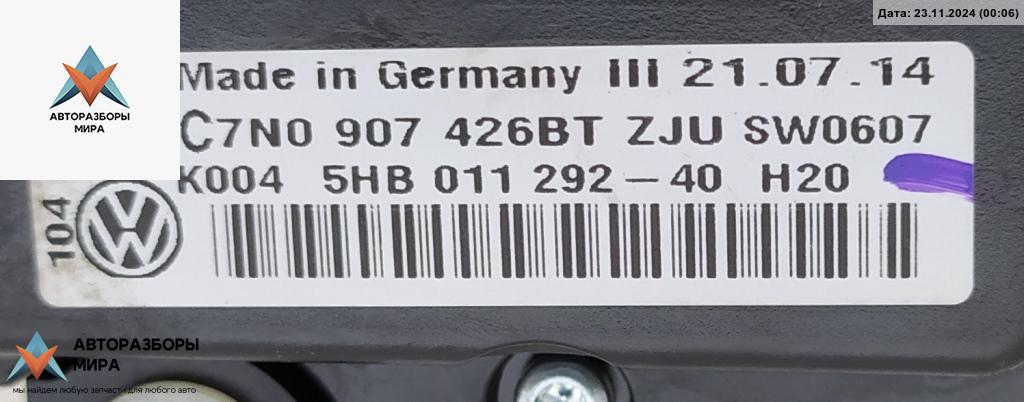 Дата: 23.11.2024 (00:06)
АВТОРАЗБОРЫ
МИРА
Made in Germany III 21.07.14
C7N0 907 426BT ZJU SW0607
K004 5HB 011 292-40 H20
104
АВТОРАЗБОРЫ
МИРА
мы найдем любую запчасти для любого авто